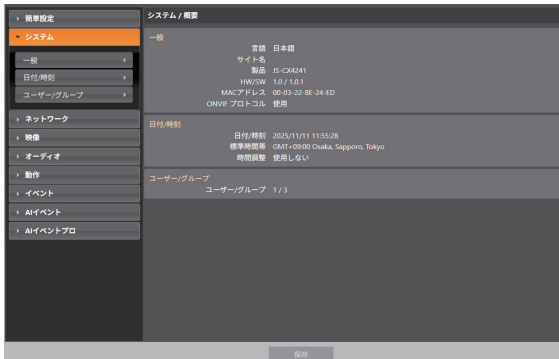 簡単設定
システム
一般
日付/時刻
ユーザー/グループ
ネットワーク
映像
オーディオ
動作
イベント
AIイベント
AIイベントプロ
システム / 概要
一般
言語 日本語
サイト名
製品 JS-CX4241
HW/SW 1.0 / 1.0.1
MACアドレス 00-03-22-8E-24-ED
ONVIF プロトコル 使用
日付/時刻
日付/時刻 2025/11/11 11:55:28
標準時間帯 GMT+09:00 Osaka, Sapporo, Tokyo
時間調整 使用しない
ユーザー/グループ
ユーザー/グループ 1 / 3
保存